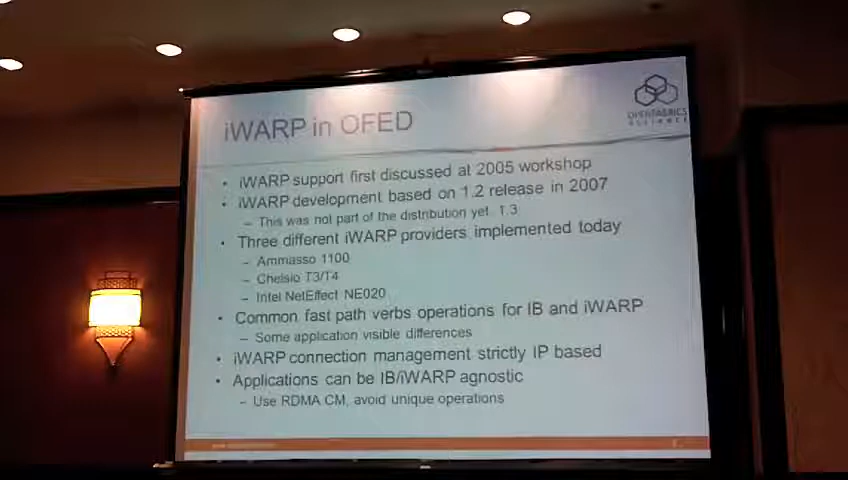 OPENFABRICS
ALLIANCE
iWARP in OFED
• iWARP support first discussed at 2005 workshop
• iWARP development based on 1.2 release in 2007
– This was not part of the distribution yet. 1.3
• Three different iWARP providers implemented today
– Ammasso 1100
– Chelsio T3/T4
– Intel NetEffect NE020
• Common fast path verbs operations for IB and iWARP
– Some application visible differences
• iWARP connection management strictly IP based
• Applications can be IB/iWARP agnostic
– Use RDMA CM, avoid unique operations